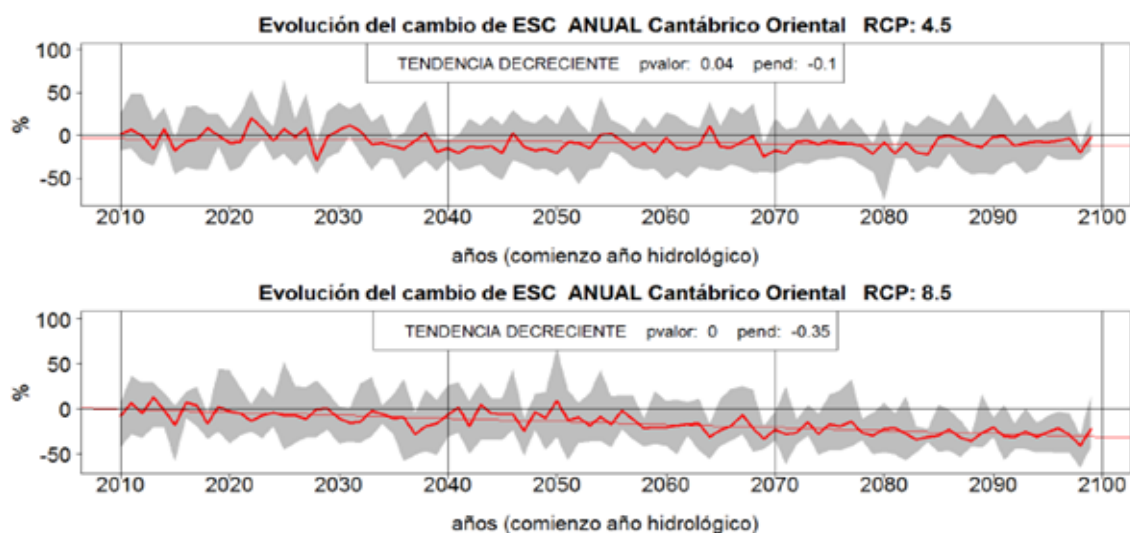 Evolución del cambio de ESC ANUAL Cantábrico Oriental RCP: 4.5
TENDENCIA DECRECIENTE pvalor: 0.04 pend: -0.1
%
100
50
0
-50
2010 2020 2030 2040 2050 2060 2070 2080 2090 2100
años (comienzo año hidrológico)
Evolución del cambio de ESC ANUAL Cantábrico Oriental RCP: 8.5
TENDENCIA DECRECIENTE pvalor: 0 pend: -0.35
%
100
50
0
-50
2010 2020 2030 2040 2050 2060 2070 2080 2090 2100
años (comienzo año hidrológico)